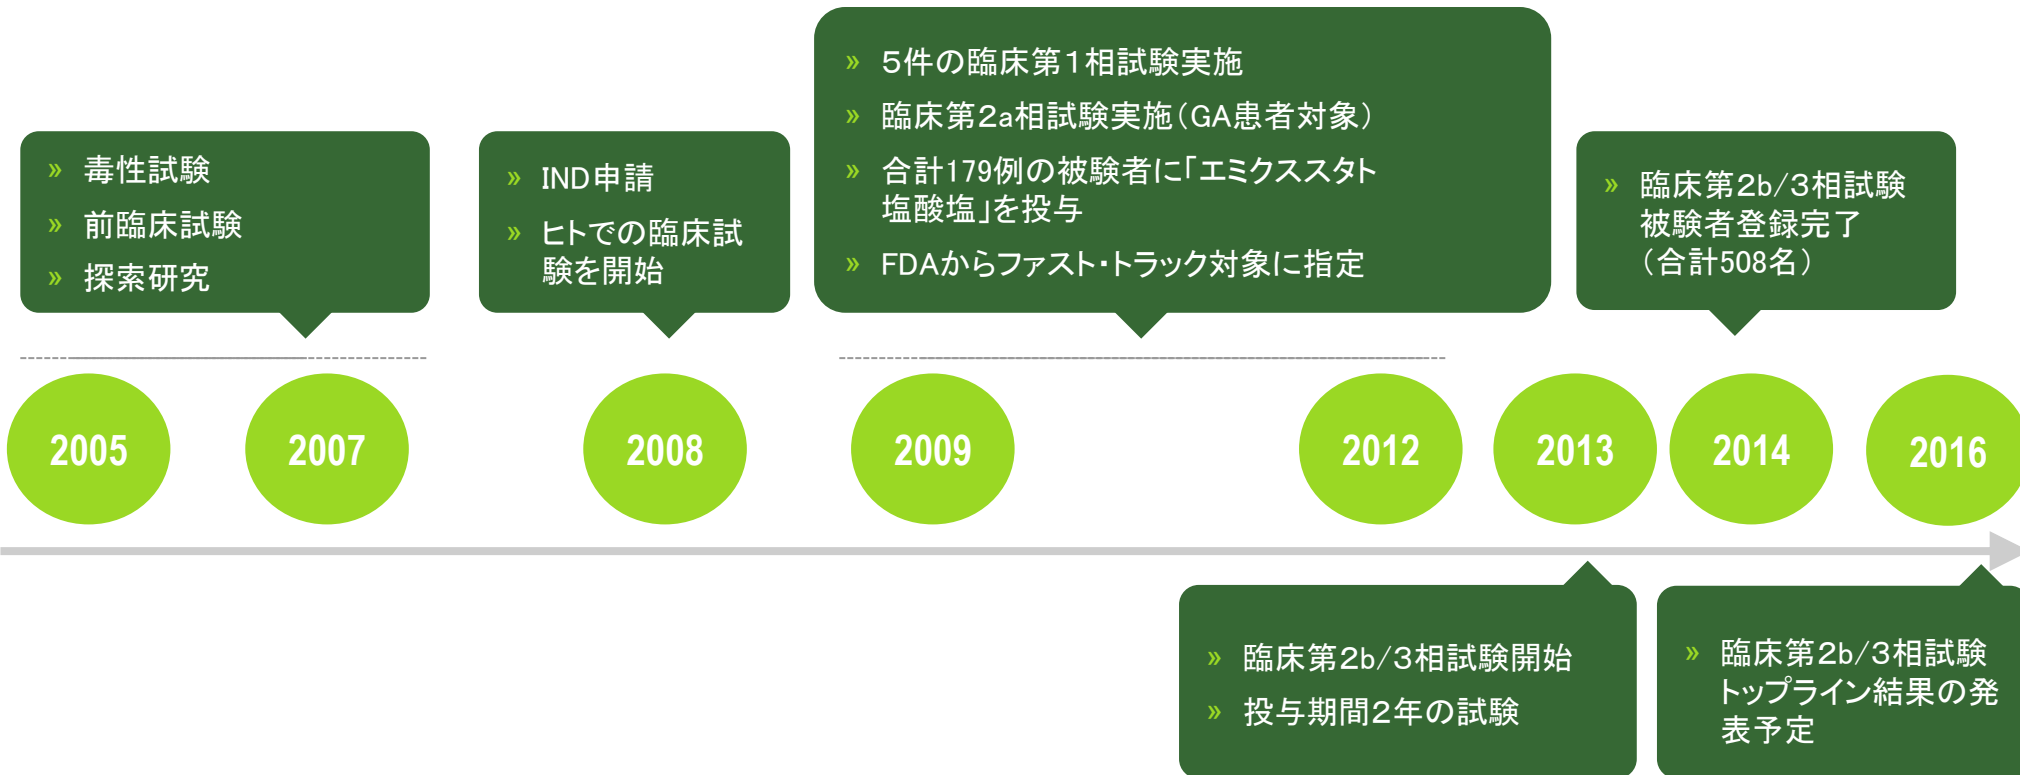 » 毒性試験
» 前臨床試験
» 探索研究
» IND申請
» ヒトでの臨床試
験を開始
» 5件の臨床第1相試験実施
» 臨床第2a相試験実施（GA患者対象）
» 合計179例の被験者に「エミクススタト
塩酸塩」を投与
» FDAからファスト・トラック対象に指定
» 臨床第2b/3相試験
被験者登録完了
（合計508名）
2005
2007
2008
2009
2012
2013
2014
2016
» 臨床第2b/3相試験開始
» 投与期間2年の試験
» 臨床第2b/3相試験
トップライン結果の発
表予定